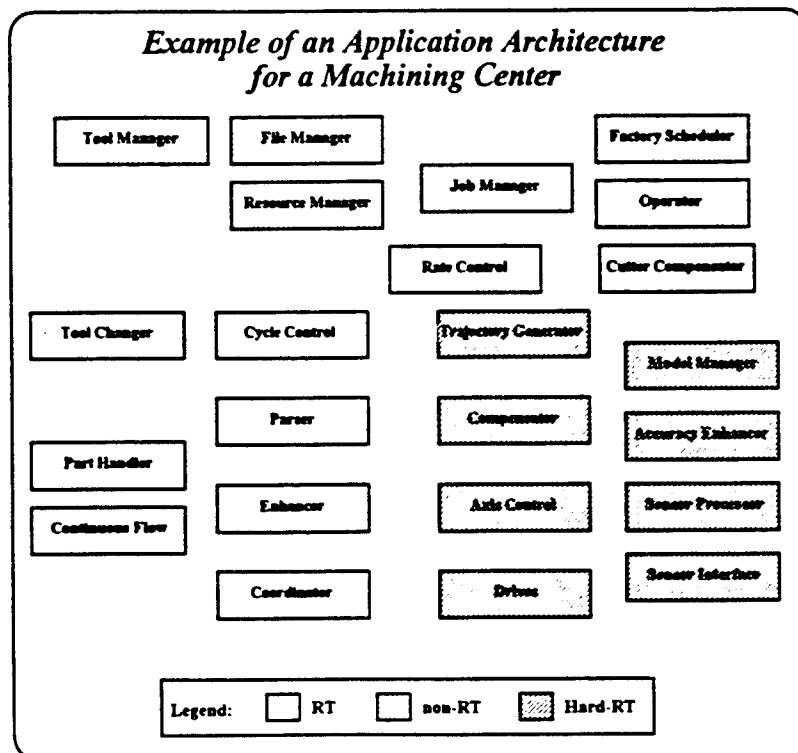 Example of an Application Architecture
for a Machining Center
Tool Manager
File Manager
Factory Scheduler
Resource Manager
Job Manager
Operator
Rate Control
Cutter Compensator
Tool Changer
Cycle Control
Trajectory Generator
Model Manager
Parser
Compensator
Accuracy Enhancer
Part Handler
Enhancer
Axis Control
Sensor Processor
Continuous Flow
Coordinator
Drives
Sensor Interface
Legend: RT non-RT Hard-RT